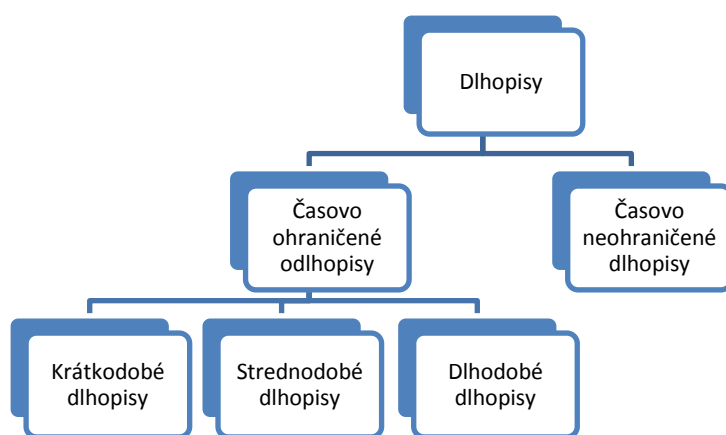 Dlhopisy
Časovo
ohraničené
odlhopisy
Časovo
neohraničené
dlhopisy
Krátkodobé
dlhopisy
Strednodobé
dlhopisy
Dlhodobé
dlhopisy